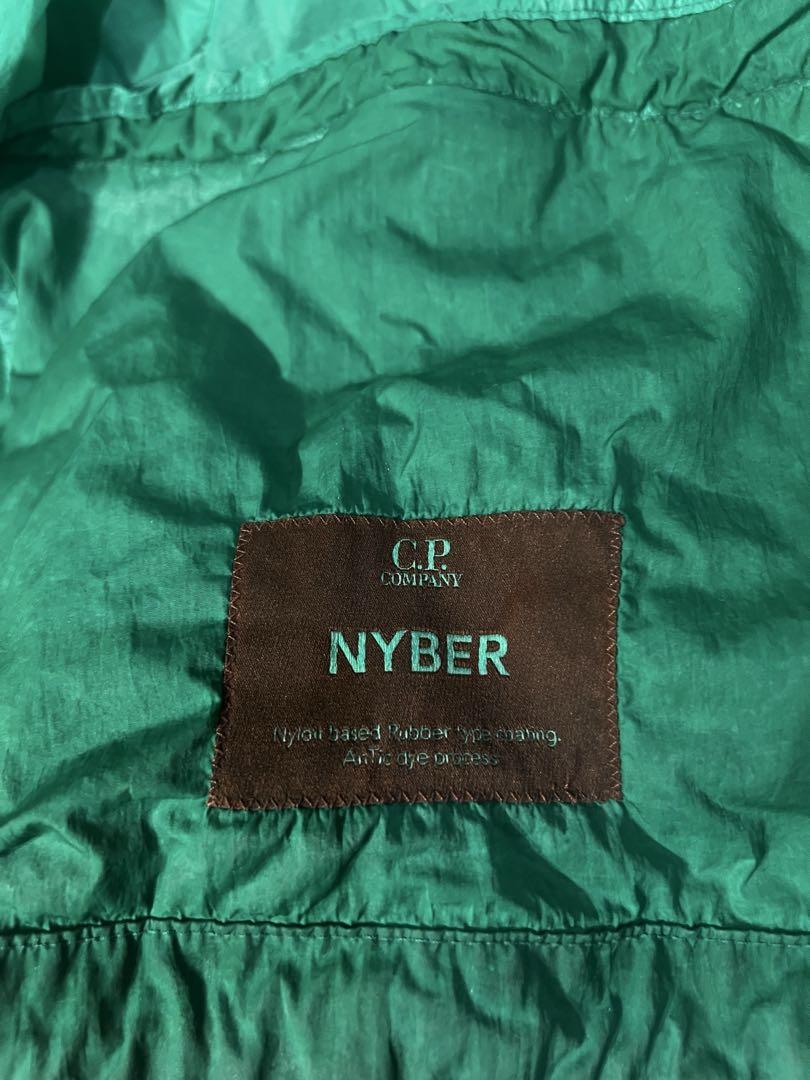 C.P.
COMPANY
NYBER
Nylon based Rubber type coating.
AnTic dye process